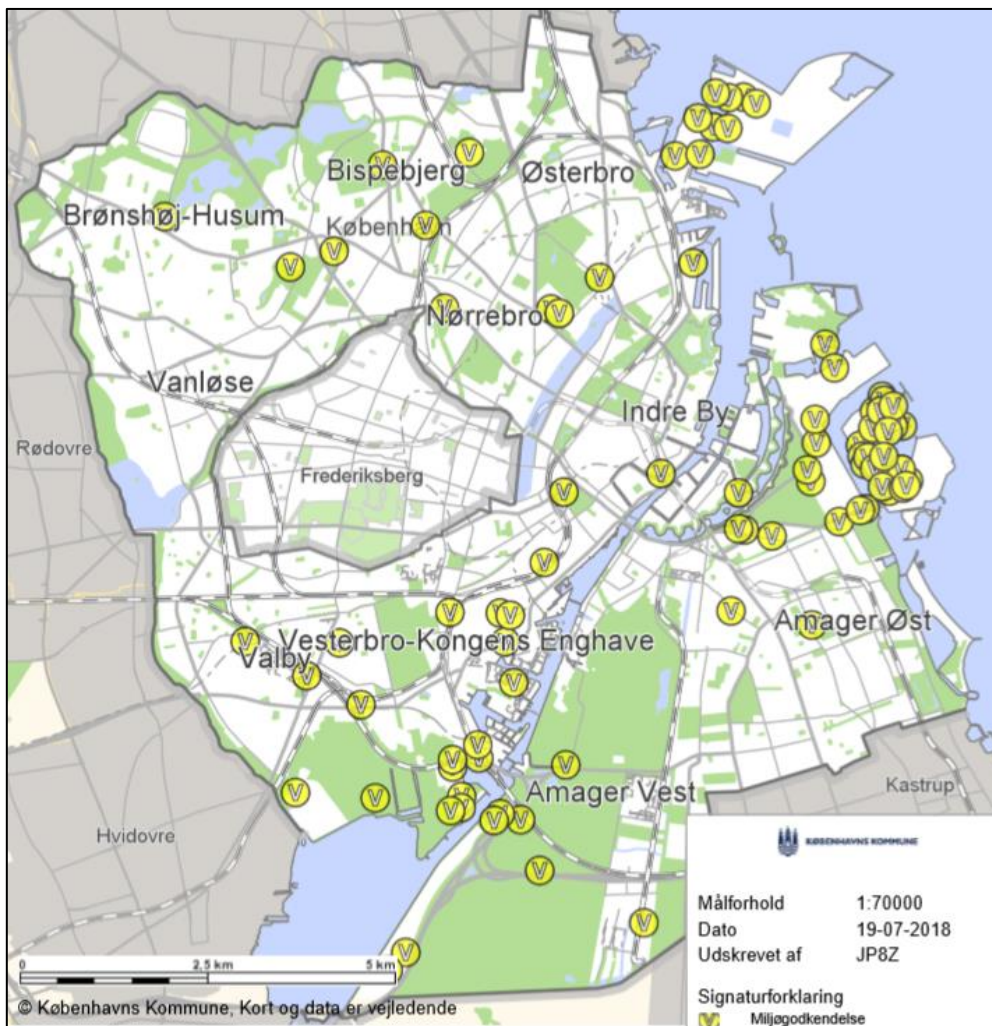 Bispebjerg
Østerbro
Brønshøj-Husum
København
Nørrebro
Vanløse
Indre By
Rødovre
Frederiksberg
Vesterbro-Kongens Enghave
Amager Øst
Valby
Kastrup
Amager Vest
Hvidovre
KØBENHAVNS KOMMUNE
Målforhold 1:70000
Dato 19-07-2018
Udskrevet af JP8Z
0 2,5 km 5 km
Signaturforklaring
© Københavns Kommune, Kort og data er vejledende
V Miljøgodkendelse